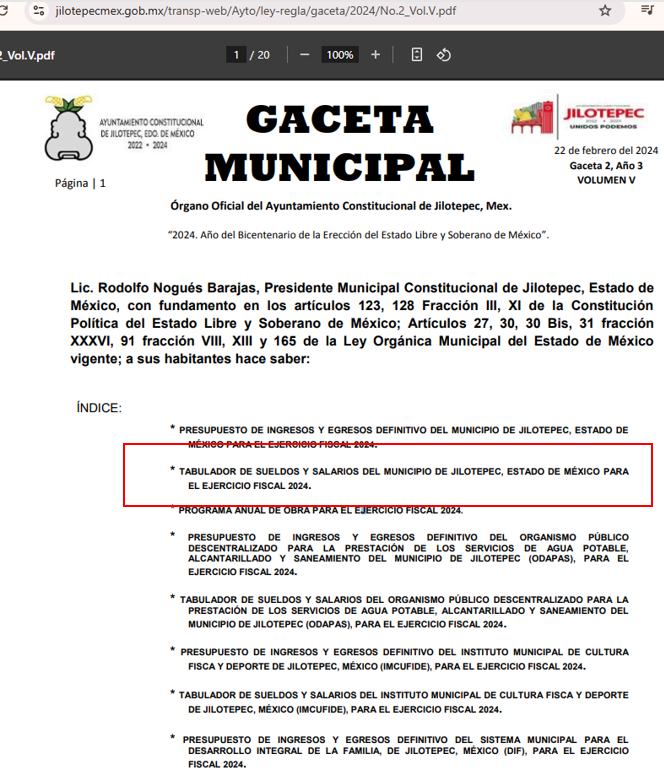 jilotepecmex.gob.mx/transp-web/Ayto/ley-regla/gaceta/2024/No.2_Vol.V.pdf
2_Vol.V.pdf
1 / 20
100%
AYUNTAMIENTO CONSTITUCIONAL
DE JILOTEPEC, EDO. DE MÉXICO
2022 • 2024
GACETA
MUNICIPAL
JILOTEPEC
2022 - 2024
UNIDOS PODEMOS
22 de febrero del 2024
Gaceta 2, Año 3
VOLUMEN V
Página | 1
Órgano Oficial del Ayuntamiento Constitucional de Jilotepec, Mex.
“2024. Año del Bicentenario de la Erección del Estado Libre y Soberano de México”.
Lic. Rodolfo Nogués Barajas, Presidente Municipal Constitucional de Jilotepec, Estado de
México, con fundamento en los artículos 123, 128 Fracción III, XI de la Constitución
Política del Estado Libre y Soberano de México; Artículos 27, 30, 30 Bis, 31 fracción
XXXVI, 91 fracción VIII, XIII y 165 de la Ley Orgánica Municipal del Estado de México
vigente; a sus habitantes hace saber:
ÍNDICE:
* PRESUPUESTO DE INGRESOS Y EGRESOS DEFINITIVO DEL MUNICIPIO DE JILOTEPEC, ESTADO DE
MÉXICO PARA EL EJERCICIO FISCAL 2024.
* TABULADOR DE SUELDOS Y SALARIOS DEL MUNICIPIO DE JILOTEPEC, ESTADO DE MÉXICO PARA
EL EJERCICIO FISCAL 2024.
* PROGRAMA ANUAL DE OBRA PARA EL EJERCICIO FISCAL 2024.
* PRESUPUESTO DE INGRESOS Y EGRESOS DEFINITIVO DEL ORGANISMO PÚBLICO
DESCENTRALIZADO PARA LA PRESTACIÓN DE LOS SERVICIOS DE AGUA POTABLE,
ALCANTARILLADO Y SANEAMIENTO DEL MUNICIPIO DE JILOTEPEC (ODAPAS), PARA EL
EJERCICIO FISCAL 2024.
* TABULADOR DE SUELDOS Y SALARIOS DEL ORGANISMO PÚBLICO DESCENTRALIZADO PARA LA
PRESTACIÓN DE LOS SERVICIOS DE AGUA POTABLE, ALCANTARILLADO Y SANEAMIENTO DEL
MUNICIPIO DE JILOTEPEC (ODAPAS), PARA EL EJERCICIO FISCAL 2024.
* PRESUPUESTO DE INGRESOS Y EGRESOS DEFINITIVO DEL INSTITUTO MUNICIPAL DE CULTURA
FISCA Y DEPORTE DE JILOTEPEC, MÉXICO (IMCUFIDE), PARA EL EJERCICIO FISCAL 2024.
* TABULADOR DE SUELDOS Y SALARIOS DEL INSTITUTO MUNICIPAL DE CULTURA FISCA Y DEPORTE
DE JILOTEPEC, MÉXICO (IMCUFIDE), PARA EL EJERCICIO FISCAL 2024.
* PRESUPUESTO DE INGRESOS Y EGRESOS DEFINITIVO DEL SISTEMA MUNICIPAL PARA EL
DESARROLLO INTEGRAL DE LA FAMILIA, DE JILOTEPEC, MÉXICO (DIF), PARA EL EJERCICIO
FISCAL 2024.